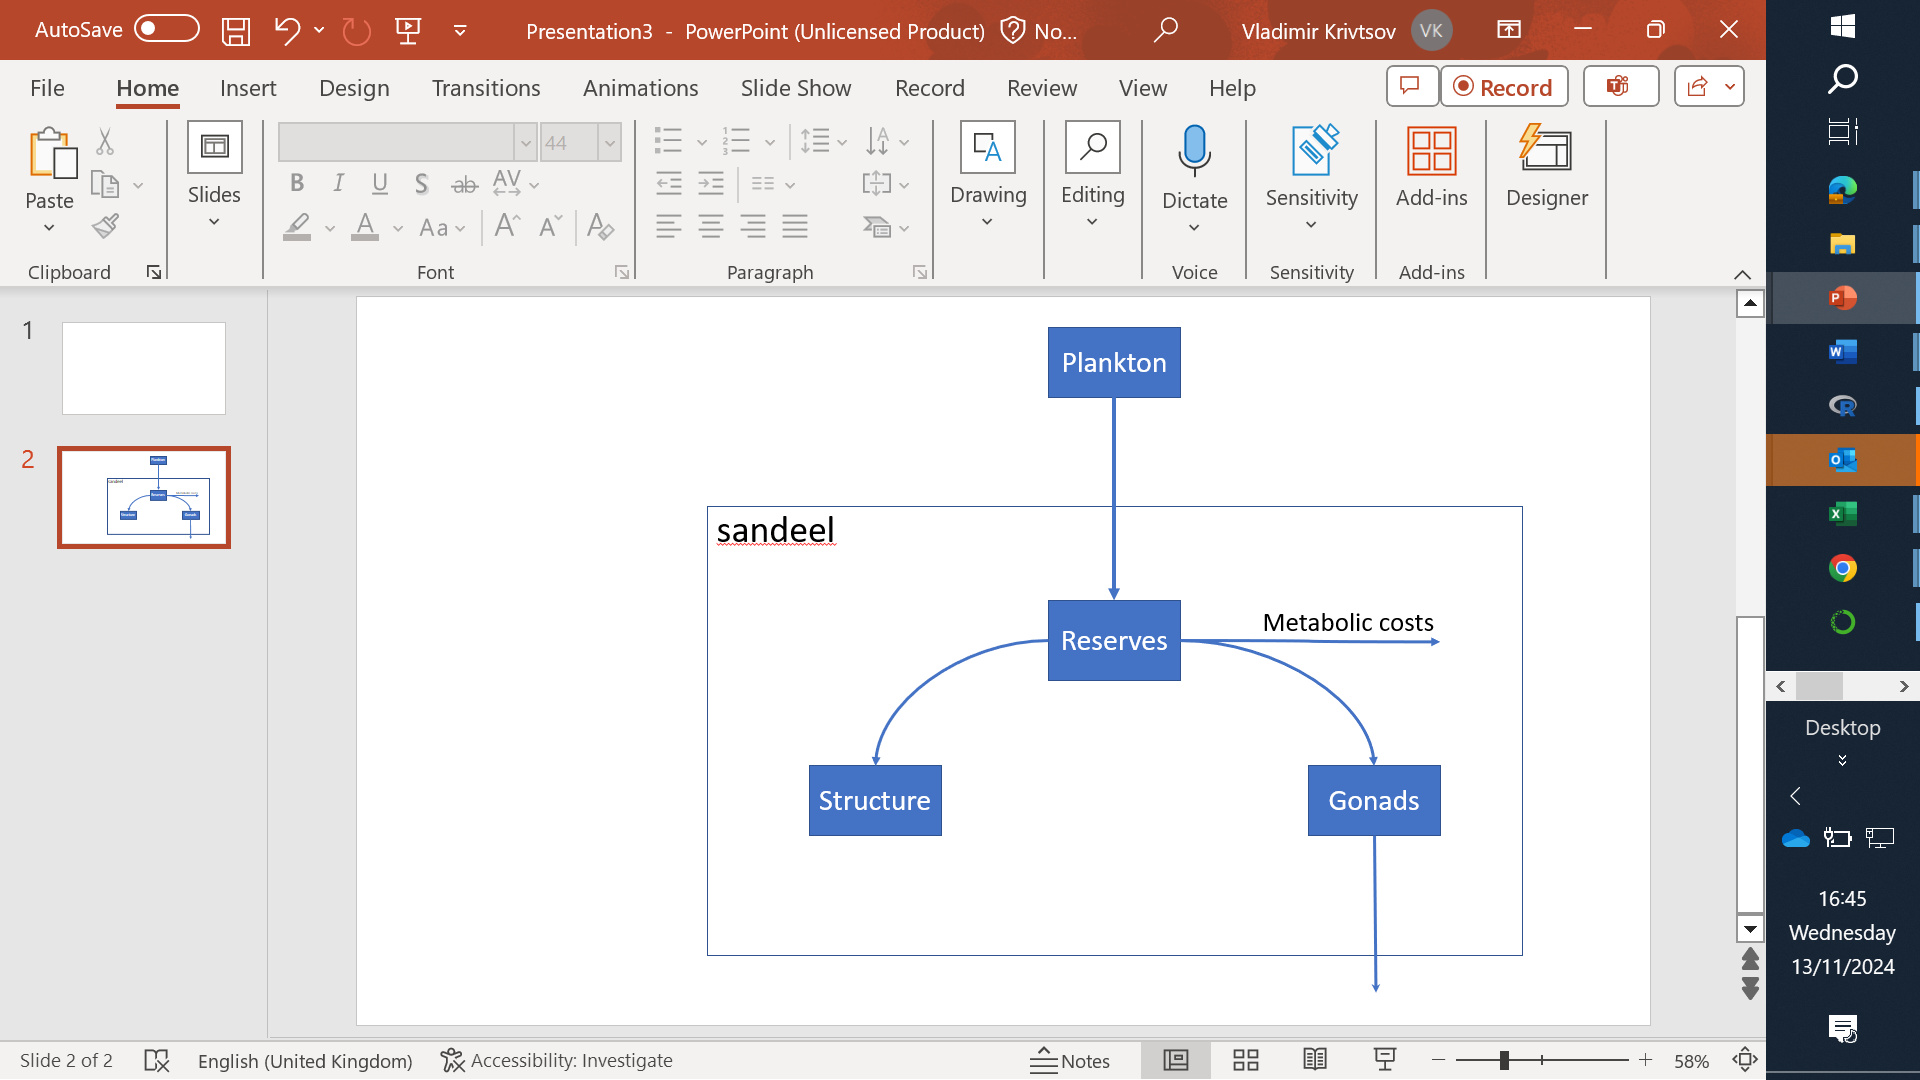 AutoSave
Presentation3 - PowerPoint (Unlicensed Product)
No...
Vladimir Krivtsov
VK
File Home Insert Design Transitions Animations Slide Show Record Review View Help
Record
Paste
Slides
44
B I U S ab AV
A Aa A A A
Drawing
Editing
Dictate
Sensitivity
Add-ins
Designer
Clipboard
Font
Paragraph
Voice
Sensitivity
Add-ins
1
2
Plankton
sandeel
Metabolic costs
Reserves
Structure
Gonads
Slide 2 of 2
English (United Kingdom)
Accessibility: Investigate
Notes
58%
Desktop
16:45
Wednesday
13/11/2024